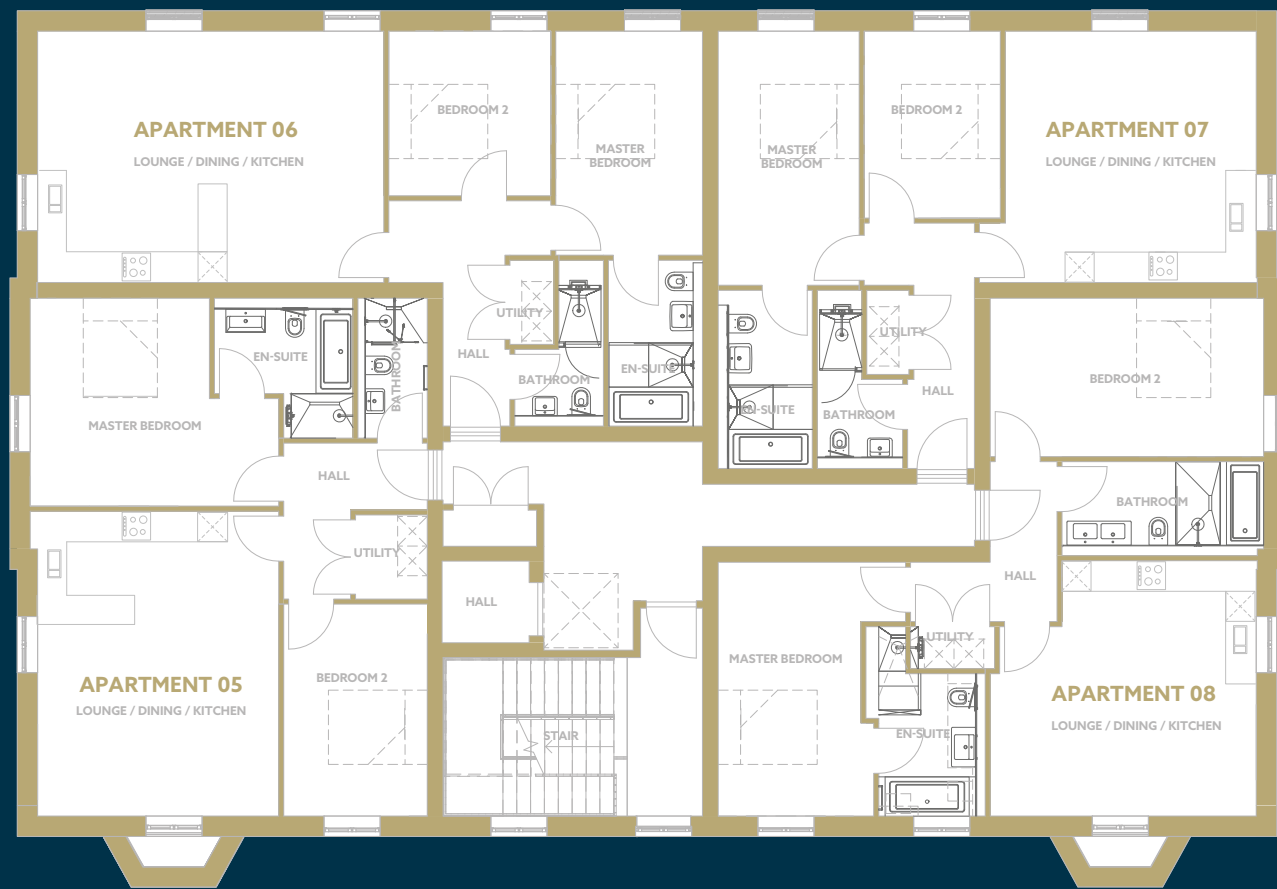 BEDROOM 2
BEDROOM 2
APARTMENT 06
APARTMENT 07
LOUNGE / DINING / KITCHEN
MASTER
BEDROOM
MASTER
BEDROOM
LOUNGE / DINING / KITCHEN
UTILITY
UTILITY
HALL
EN-SUITE
BATHROOM
BATHROOM
EN-SUITE
EN-SUITE
BATHROOM
HALL
BEDROOM 2
MASTER BEDROOM
HALL
BATHROOM
UTILITY
HALL
HALL
UTILITY
MASTER BEDROOM
BEDROOM 2
APARTMENT 05
LOUNGE / DINING / KITCHEN
APARTMENT 08
LOUNGE / DINING / KITCHEN
STAIR
EN-SUITE